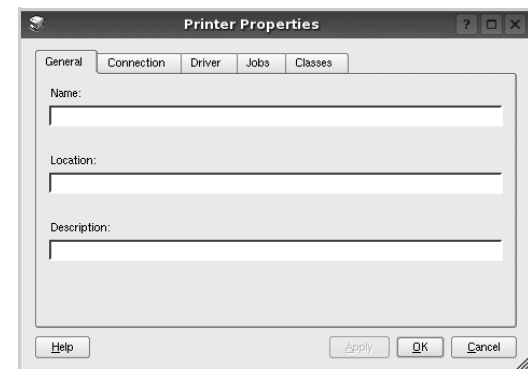 Printer Properties
General Connection Driver Jobs Classes
Name:
Location:
Description:
Help Apply OK Cancel